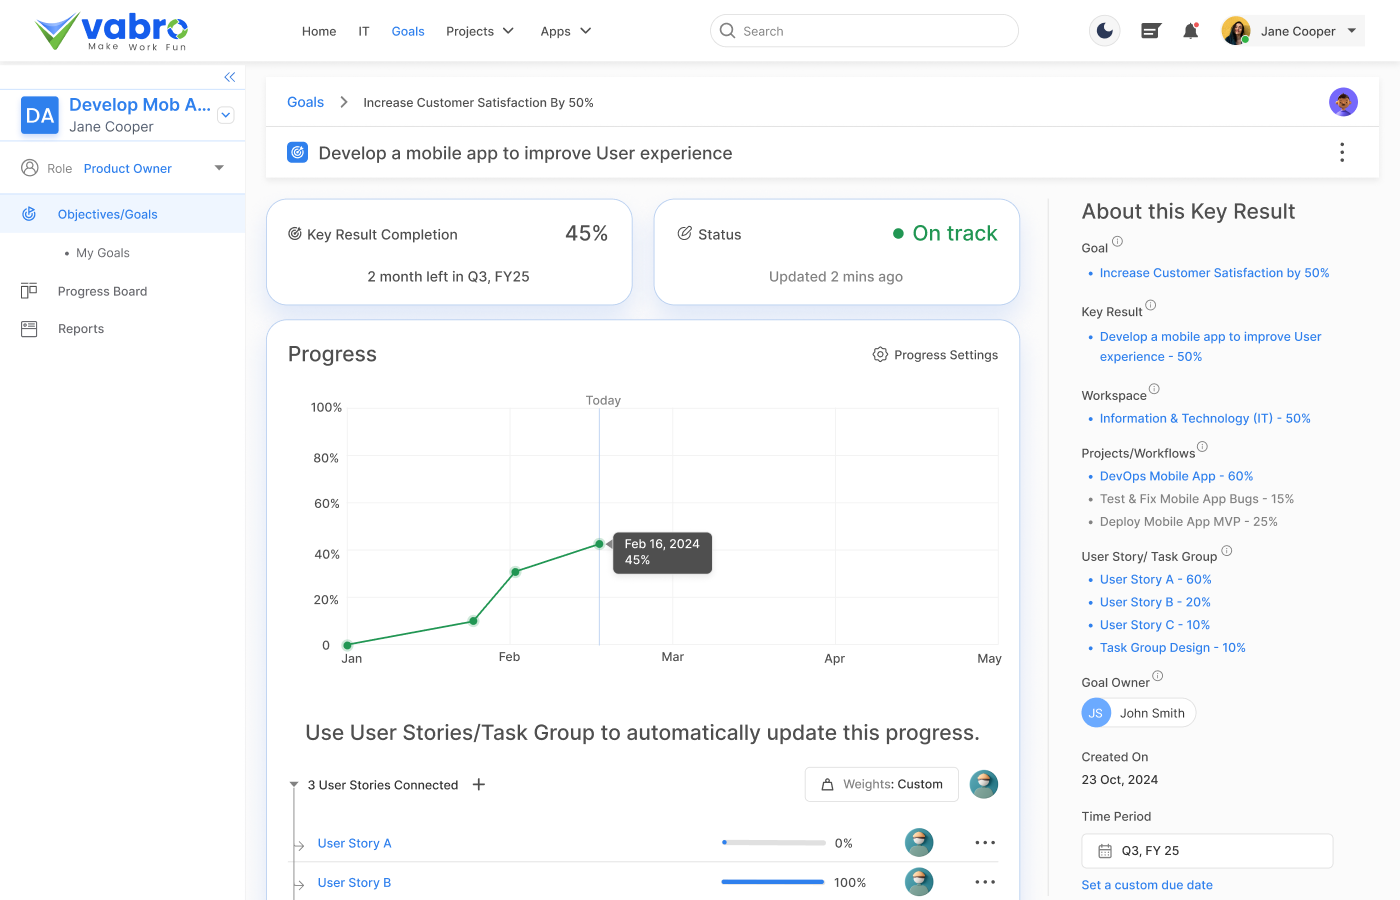 vabro
Make Work Fun
Home IT Goals Projects Apps
Search
Jane Cooper
DA
Develop Mob A...
Jane Cooper
Role Product Owner
Objectives/Goals
• My Goals
Progress Board
Reports
Goals > Increase Customer Satisfaction By 50%
Develop a mobile app to improve User experience
Key Result Completion 45%
2 month left in Q3, FY25
Status On track
Updated 2 mins ago
Progress
Progress Settings
Today
100%
80%
60%
40%
20%
0
Feb 16, 2024
45%
Jan Feb Mar Apr May
Use User Stories/Task Group to automatically update this progress.
3 User Stories Connected +
Weights: Custom
User Story A 0%
User Story B 100%
About this Key Result
Goal
• Increase Customer Satisfaction by 50%
Key Result
• Develop a mobile app to improve User
experience - 50%
Workspace
• Information & Technology (IT) - 50%
Projects/Workflows
• DevOps Mobile App - 60%
• Test & Fix Mobile App Bugs - 15%
• Deploy Mobile App MVP - 25%
User Story/ Task Group
• User Story A - 60%
• User Story B - 20%
• User Story C - 10%
• Task Group Design - 10%
Goal Owner
JS John Smith
Created On
23 Oct, 2024
Time Period
Q3, FY 25
Set a custom due date